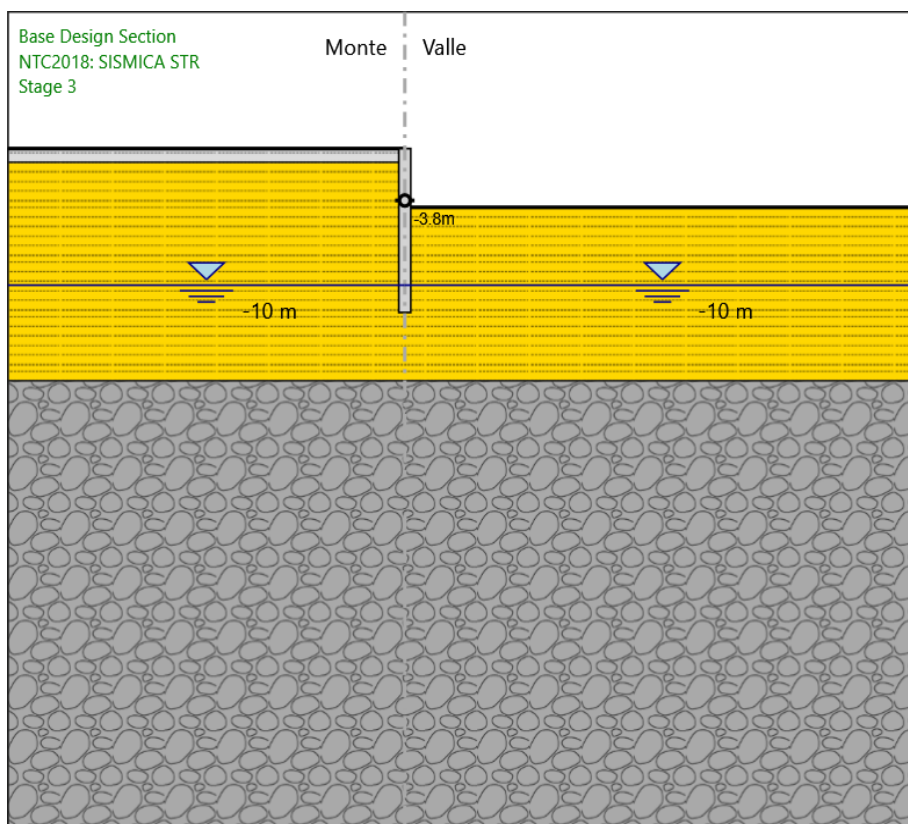 Base Design Section
NTC2018: SISMICA STR
Stage 3
Monte
Valle
-3.8m
-10 m
-10 m